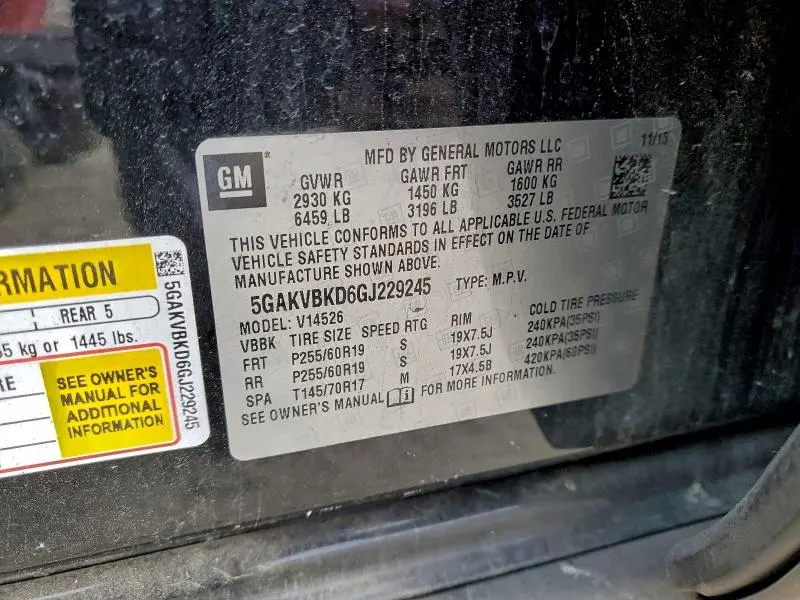 GM
MFD BY GENERAL MOTORS LLC
11/15
GVWR GAWR FRT GAWR RR
2930 KG 1450 KG 1600 KG
6459 LB 3196 LB 3527 LB
THIS VEHICLE CONFORMS TO ALL APPLICABLE U.S. FEDERAL MOTOR
VEHICLE SAFETY STANDARDS IN EFFECT ON THE DATE OF
MANUFACTURE SHOWN ABOVE.
5GAKVBKD6GJ229245 TYPE: M.P.V.
MODEL: V14526
VBBK TIRE SIZE SPEED RTG RIM COLD TIRE PRESSURE
FRT P255/60R19 S 19X7.5J 240KPA(35PSI)
RR P255/60R19 S 19X7.5J 240KPA(35PSI)
SPA T145/70R17 M 17X4.5B 420KPA(60PSI)
SEE OWNER'S MANUAL FOR MORE INFORMATION.
RMATION
REAR 5
5 kg or 1445 lbs.
RE
SEE OWNER'S
MANUAL FOR
ADDITIONAL
INFORMATION
5GAKVBKD6GJ229245